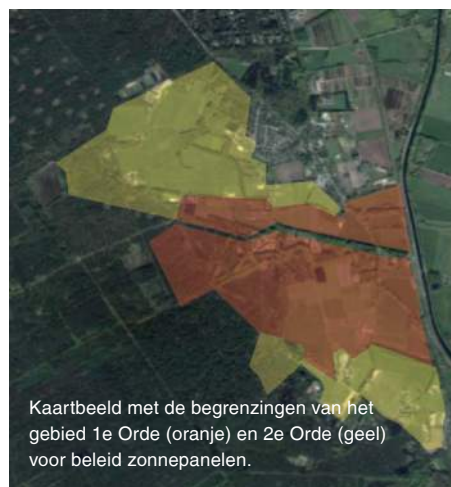 Kaartbeeld met de begrenzingen van het
gebied 1e Orde (oranje) en 2e Orde (geel)
voor beleid zonnepanelen.